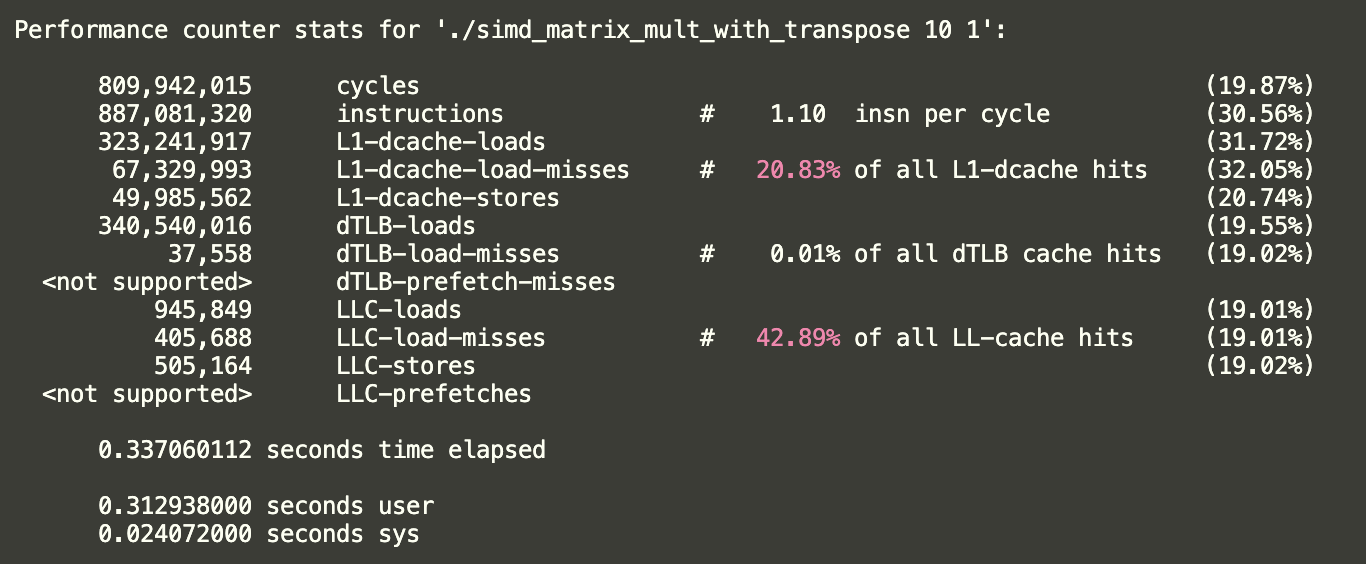 Performance counter stats for './simd_matrix_mult_with_transpose 10 1':
809,942,015 cycles (19.87%)
887,081,320 instructions # 1.10 insn per cycle (30.56%)
323,241,917 L1-dcache-loads (31.72%)
67,329,993 L1-dcache-load-misses # 20.83% of all L1-dcache hits (32.05%)
49,985,562 L1-dcache-stores (20.74%)
340,540,016 dTLB-loads (19.55%)
37,558 dTLB-load-misses # 0.01% of all dTLB cache hits (19.02%)
<not supported> dTLB-prefetch-misses
945,849 LLC-loads (19.01%)
405,688 LLC-load-misses # 42.89% of all LL-cache hits (19.01%)
505,164 LLC-stores (19.02%)
<not supported> LLC-prefetches
0.337060112 seconds time elapsed
0.312938000 seconds user
0.024072000 seconds sys